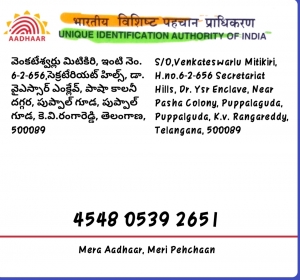 भारतीय विशिष्ट पहचान प्राधिकरण
AADHAAR
UNIQUE IDENTIFICATION AUTHORITY OF INDIA
వెంకటేశ్వర్లు మిటికిరి, ఇంటి నెం.
6-2-656,సెక్రటేరియట్ హిల్స్, డా.
వైఎస్సార్ ఎంక్లేవ్, పాషా కాలనీ
దగ్గర, పుప్పాల్ గూడ, పుప్పాల్
గూడ, కె.వి.రంగారెడ్డి, తెలంగాణ,
500089
S/O,Venkateswarlu Mitikiri,
H.no.6-2-656 Secretariat
Hills, Dr. Ysr Enclave, Near
Pasha Colony, Puppalaguda,
Puppalguda, K.v. Rangareddy,
Telangana, 500089
4548 0539 2651
Mera Aadhaar, Meri Pehchaan